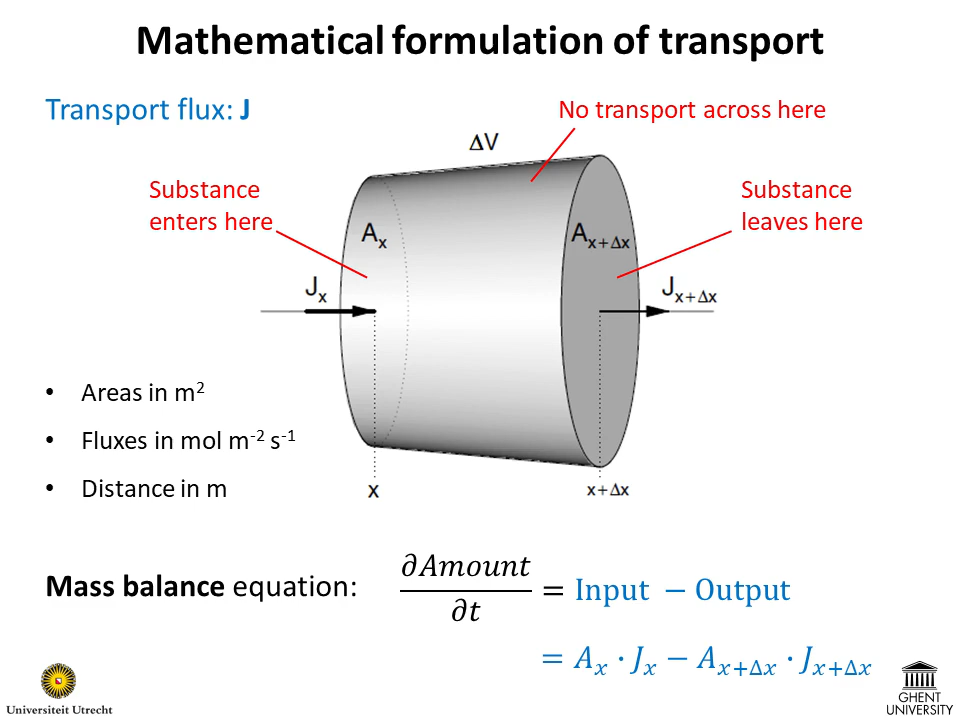 Mathematical formulation of transport
Transport flux: J
No transport across here
ΔV
Substance
enters here
Substance
leaves here
Aₓ
Aₓ₊Δₓ
Jₓ
Jₓ₊Δₓ
• Areas in m²
• Fluxes in mol m⁻² s⁻¹
• Distance in m
x
x+Δx
Mass balance equation: ∂Amount/∂t = Input − Output
= Aₓ · Jₓ − Aₓ₊Δₓ · Jₓ₊Δₓ
Universiteit Utrecht
GHENT
UNIVERSITY